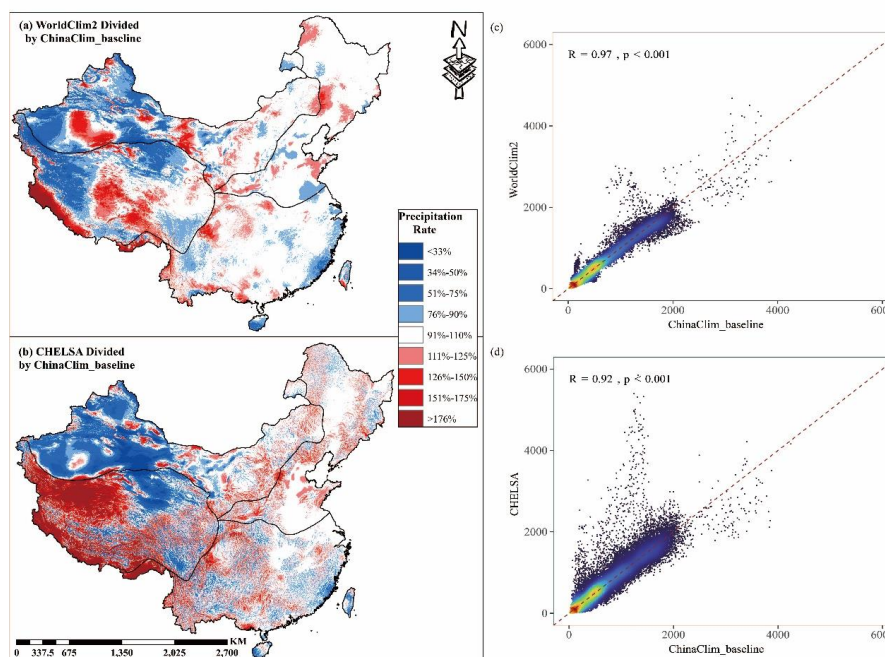 (a) WorldClim2 Divided
by ChinaClim_baseline
N
Precipitation
Rate
<33%
34%-50%
51%-75%
76%-90%
91%-110%
111%-125%
126%-150%
151%-175%
>176%
(b) CHELSA Divided
by ChinaClim_baseline
KM
0 337.5 675 1,350 2,025 2,700
(c)
R = 0.97 , p < 0.001
6000
4000
2000
0
WorldClim2
0 2000 4000 600
ChinaClim_baseline
(d)
R = 0.92 , p < 0.001
6000
4000
2000
0
CHELSA
0 2000 4000 600
ChinaClim_baseline